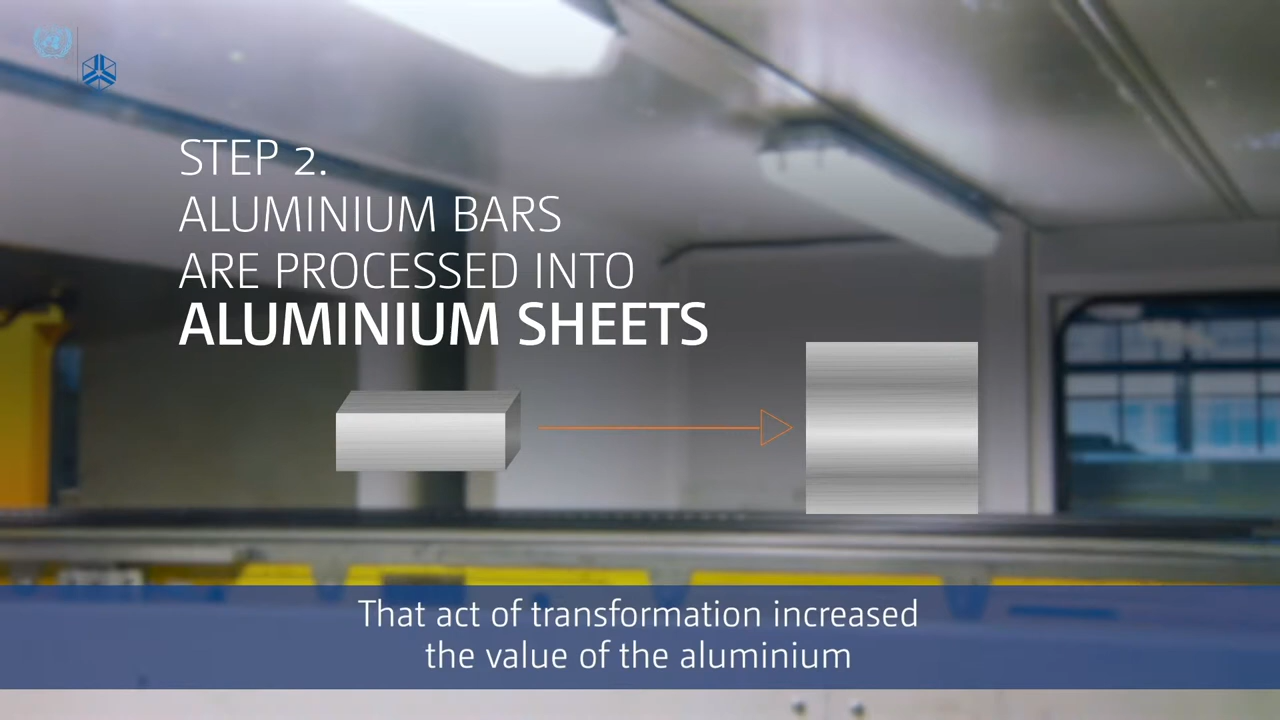 STEP 2.
ALUMINIUM BARS
ARE PROCESSED INTO
ALUMINIUM SHEETS
That act of transformation increased
the value of the aluminium